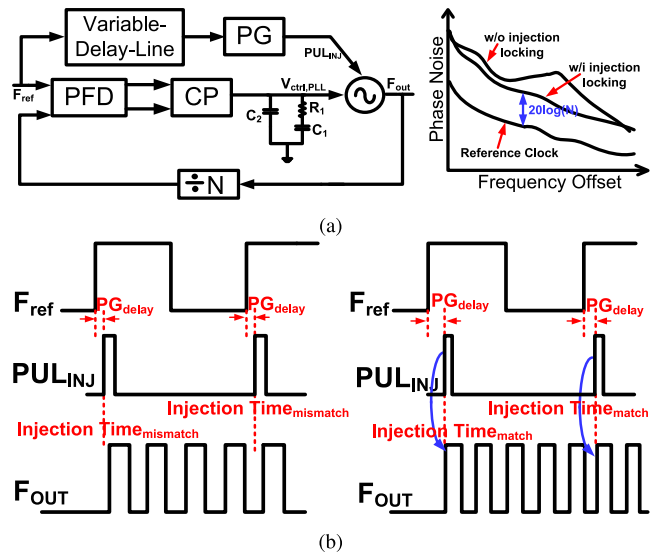 Variable-
Delay-Line
PG
PUL_INJ
F_ref
PFD
CP
V_ctrl,PLL
F_out
C_2
R_1
C_1
÷N
Phase Noise
w/o injection
locking
w/i injection
locking
20log(N)
Reference Clock
Frequency Offset
(a)
F_ref
PG_delay
PG_delay
PUL_INJ
Injection Time_mismatch
Injection Time_mismatch
F_OUT
F_ref
PG_delay
PG_delay
PUL_INJ
Injection Time_match
Injection Time_match
F_OUT
(b)